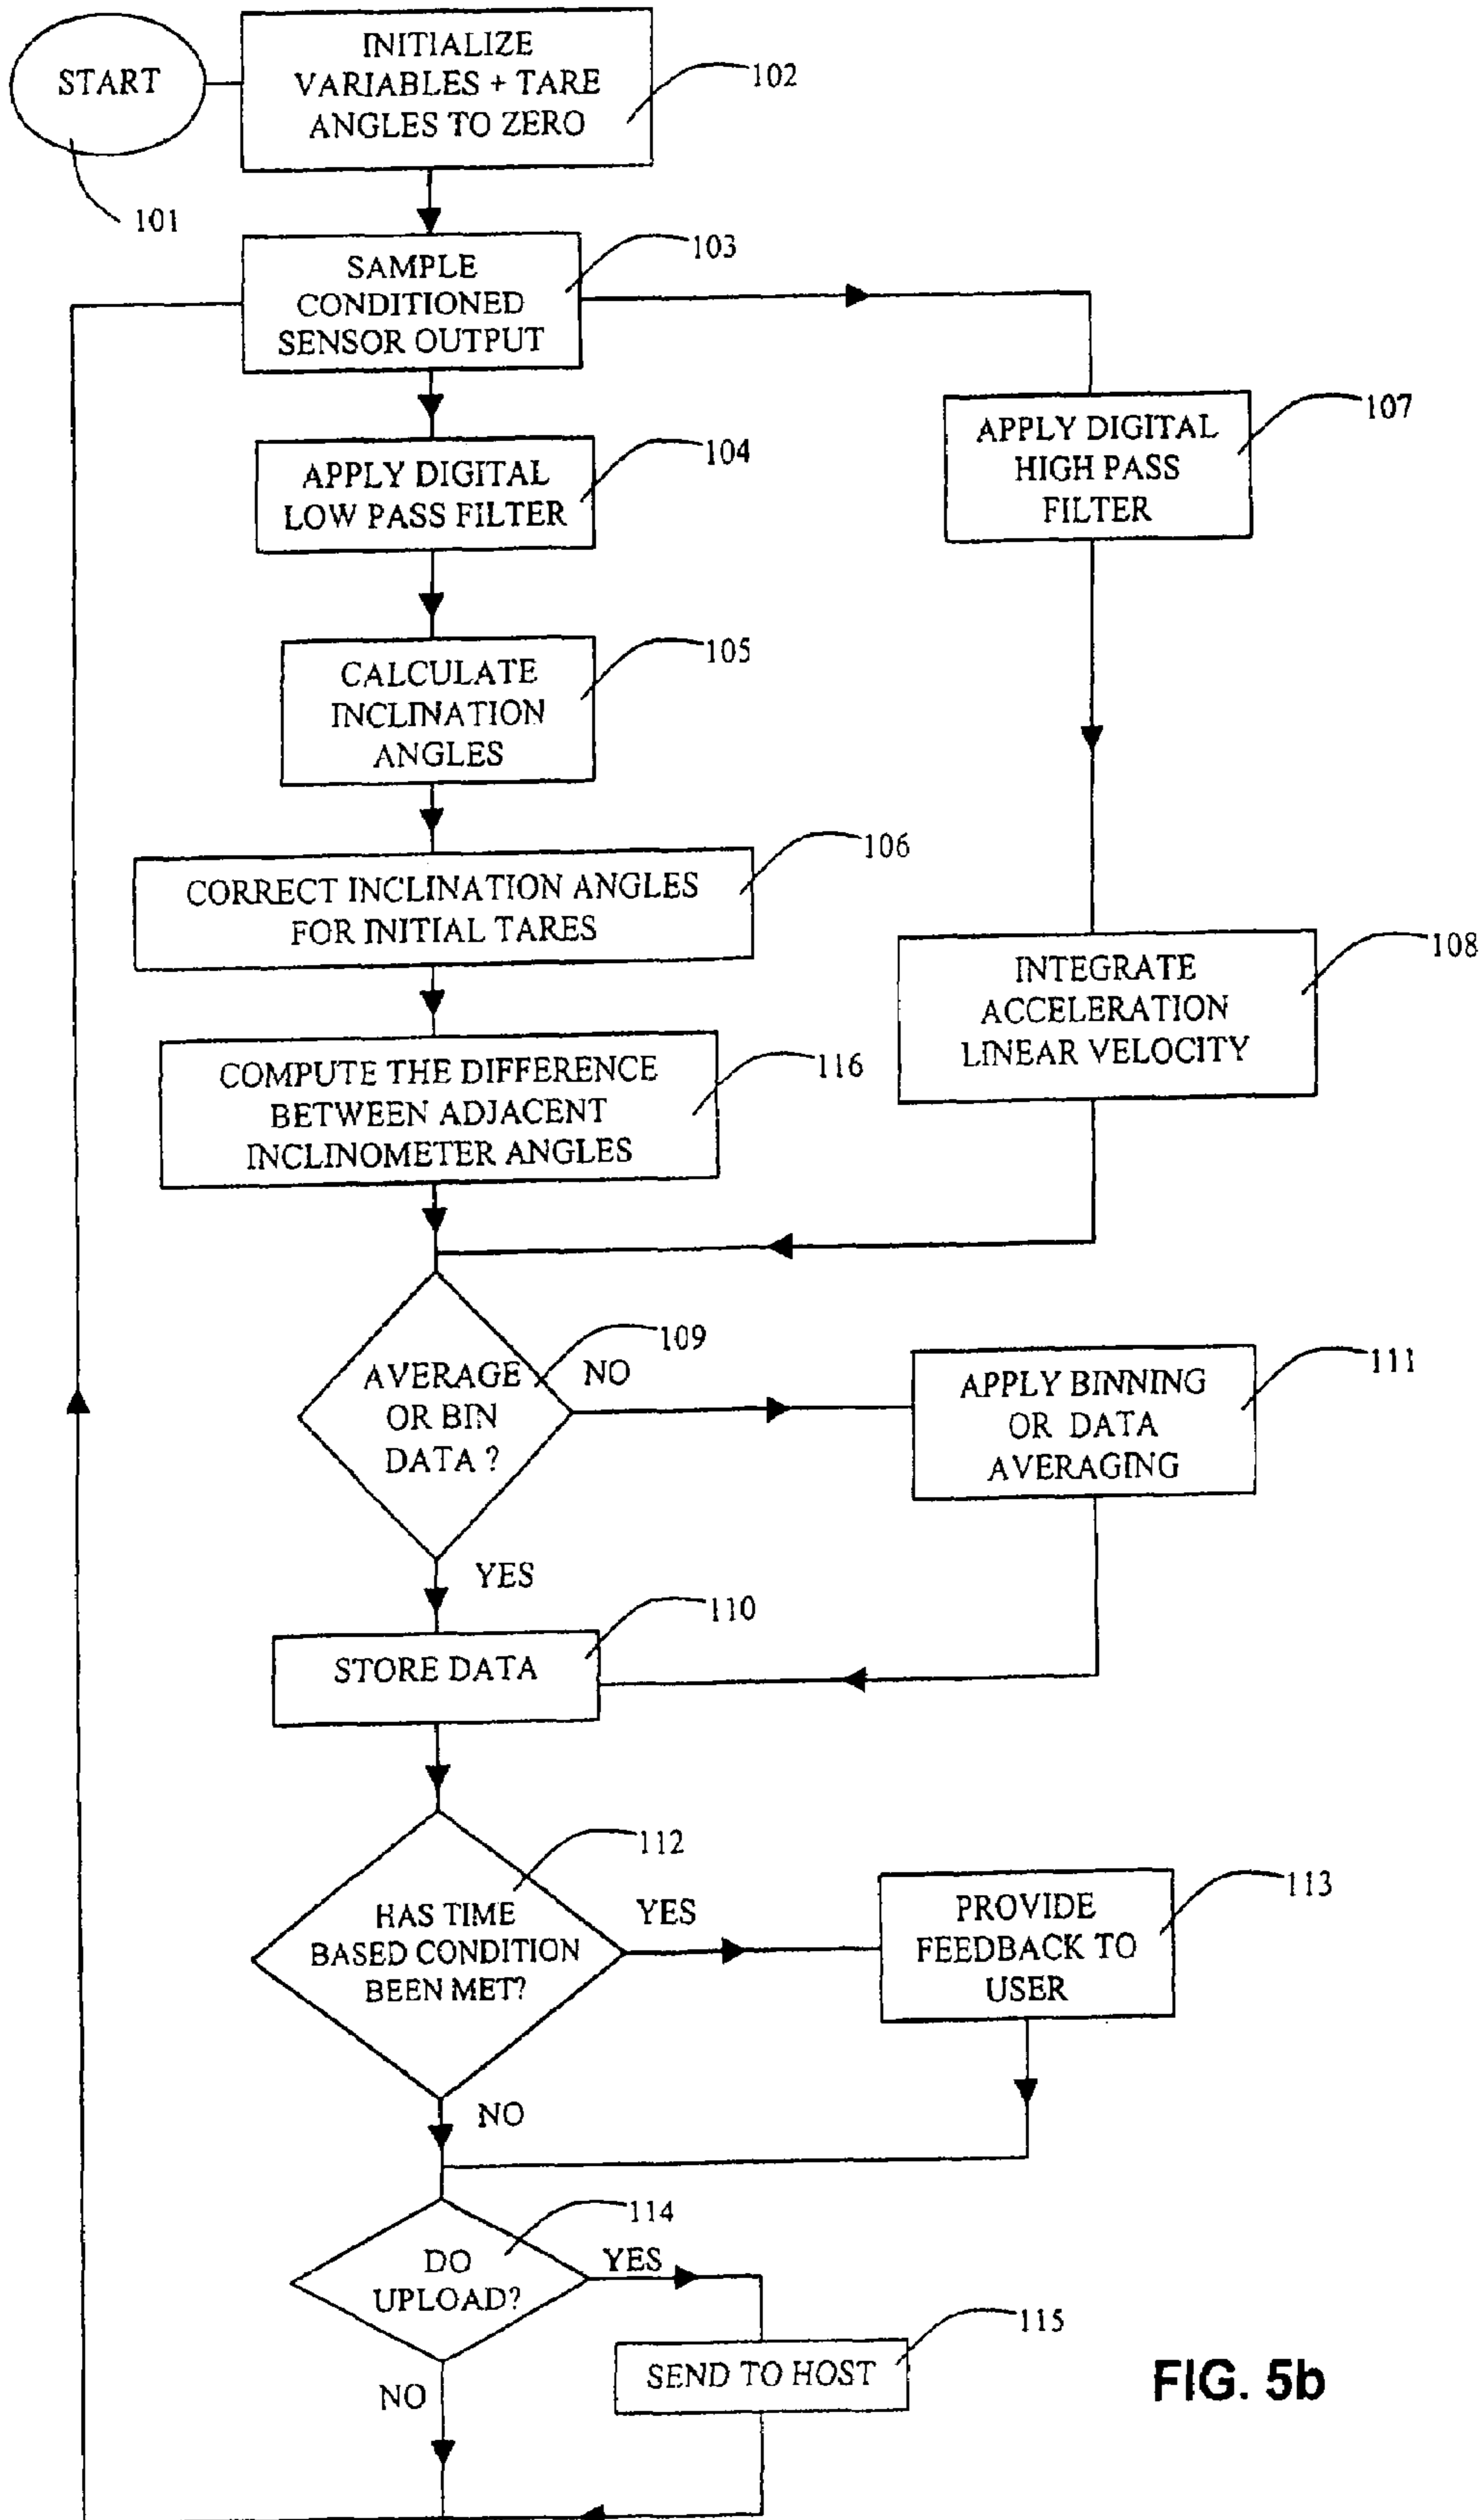 START
INITIALIZE
VARIABLES + TARE
ANGLES TO ZERO
102
101
SAMPLE
CONDITIONED
SENSOR OUTPUT
103
APPLY DIGITAL
LOW PASS FILTER
104
APPLY DIGITAL
HIGH PASS
FILTER
107
CALCULATE
INCLINATION
ANGLES
105
CORRECT INCLINATION ANGLES
FOR INITIAL TARES
106
INTEGRATE
ACCELERATION
LINEAR VELOCITY
108
COMPUTE THE DIFFERENCE
BETWEEN ADJACENT
INCLINOMETER ANGLES
116
AVERAGE
OR BIN
DATA ?
109
NO
APPLY BINNING
OR DATA
AVERAGING
111
YES
STORE DATA
110
HAS TIME
BASED CONDITION
BEEN MET?
112
YES
PROVIDE
FEEDBACK TO
USER
113
NO
DO
UPLOAD?
114
YES
SEND TO HOST
115
NO
FIG. 5b